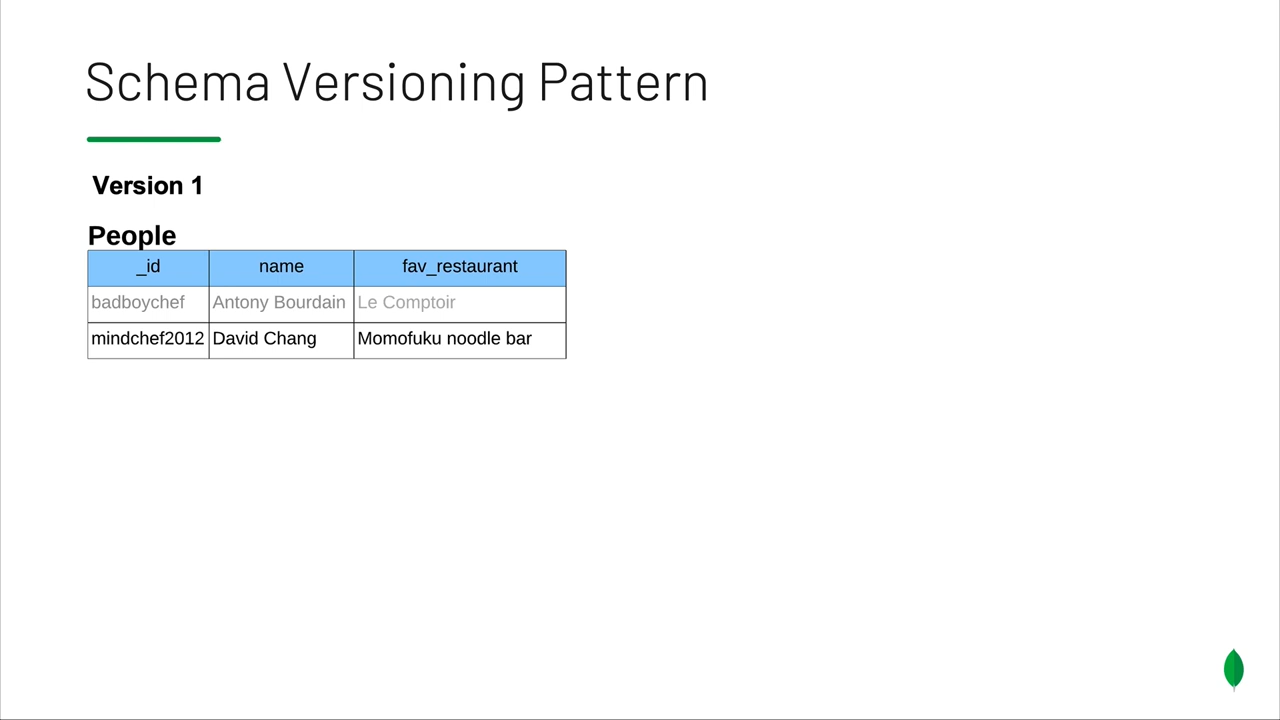 Schema Versioning Pattern
Version 1
People
_id name fav_restaurant
badboychef Antony Bourdain Le Comptoir
mindchef2012 David Chang Momofuku noodle bar